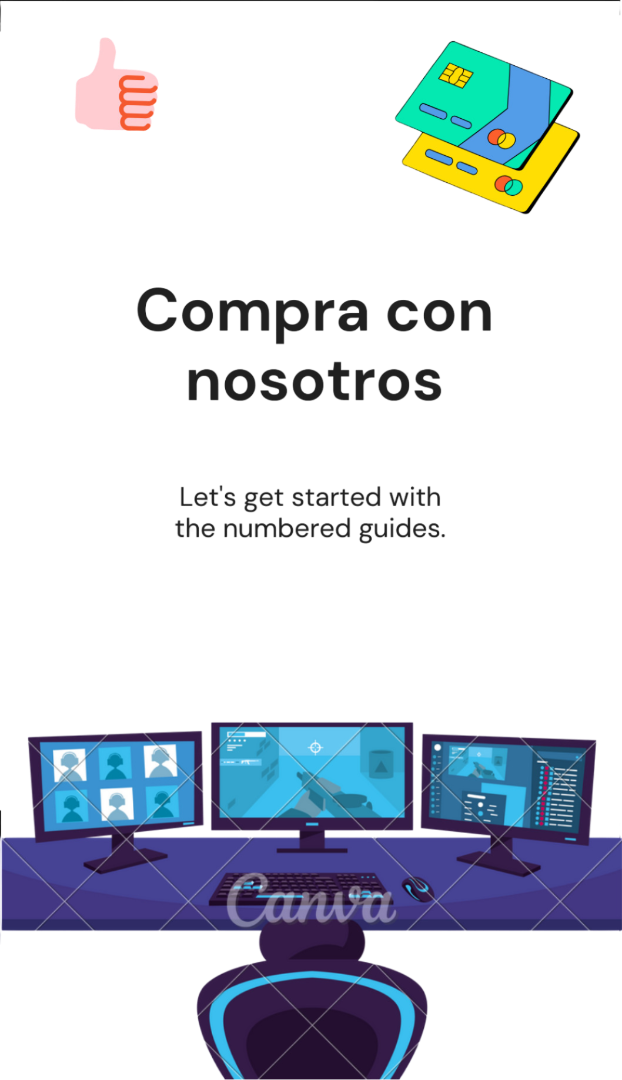 Compra con
nosotros
Let's get started with
the numbered guides.
Canva